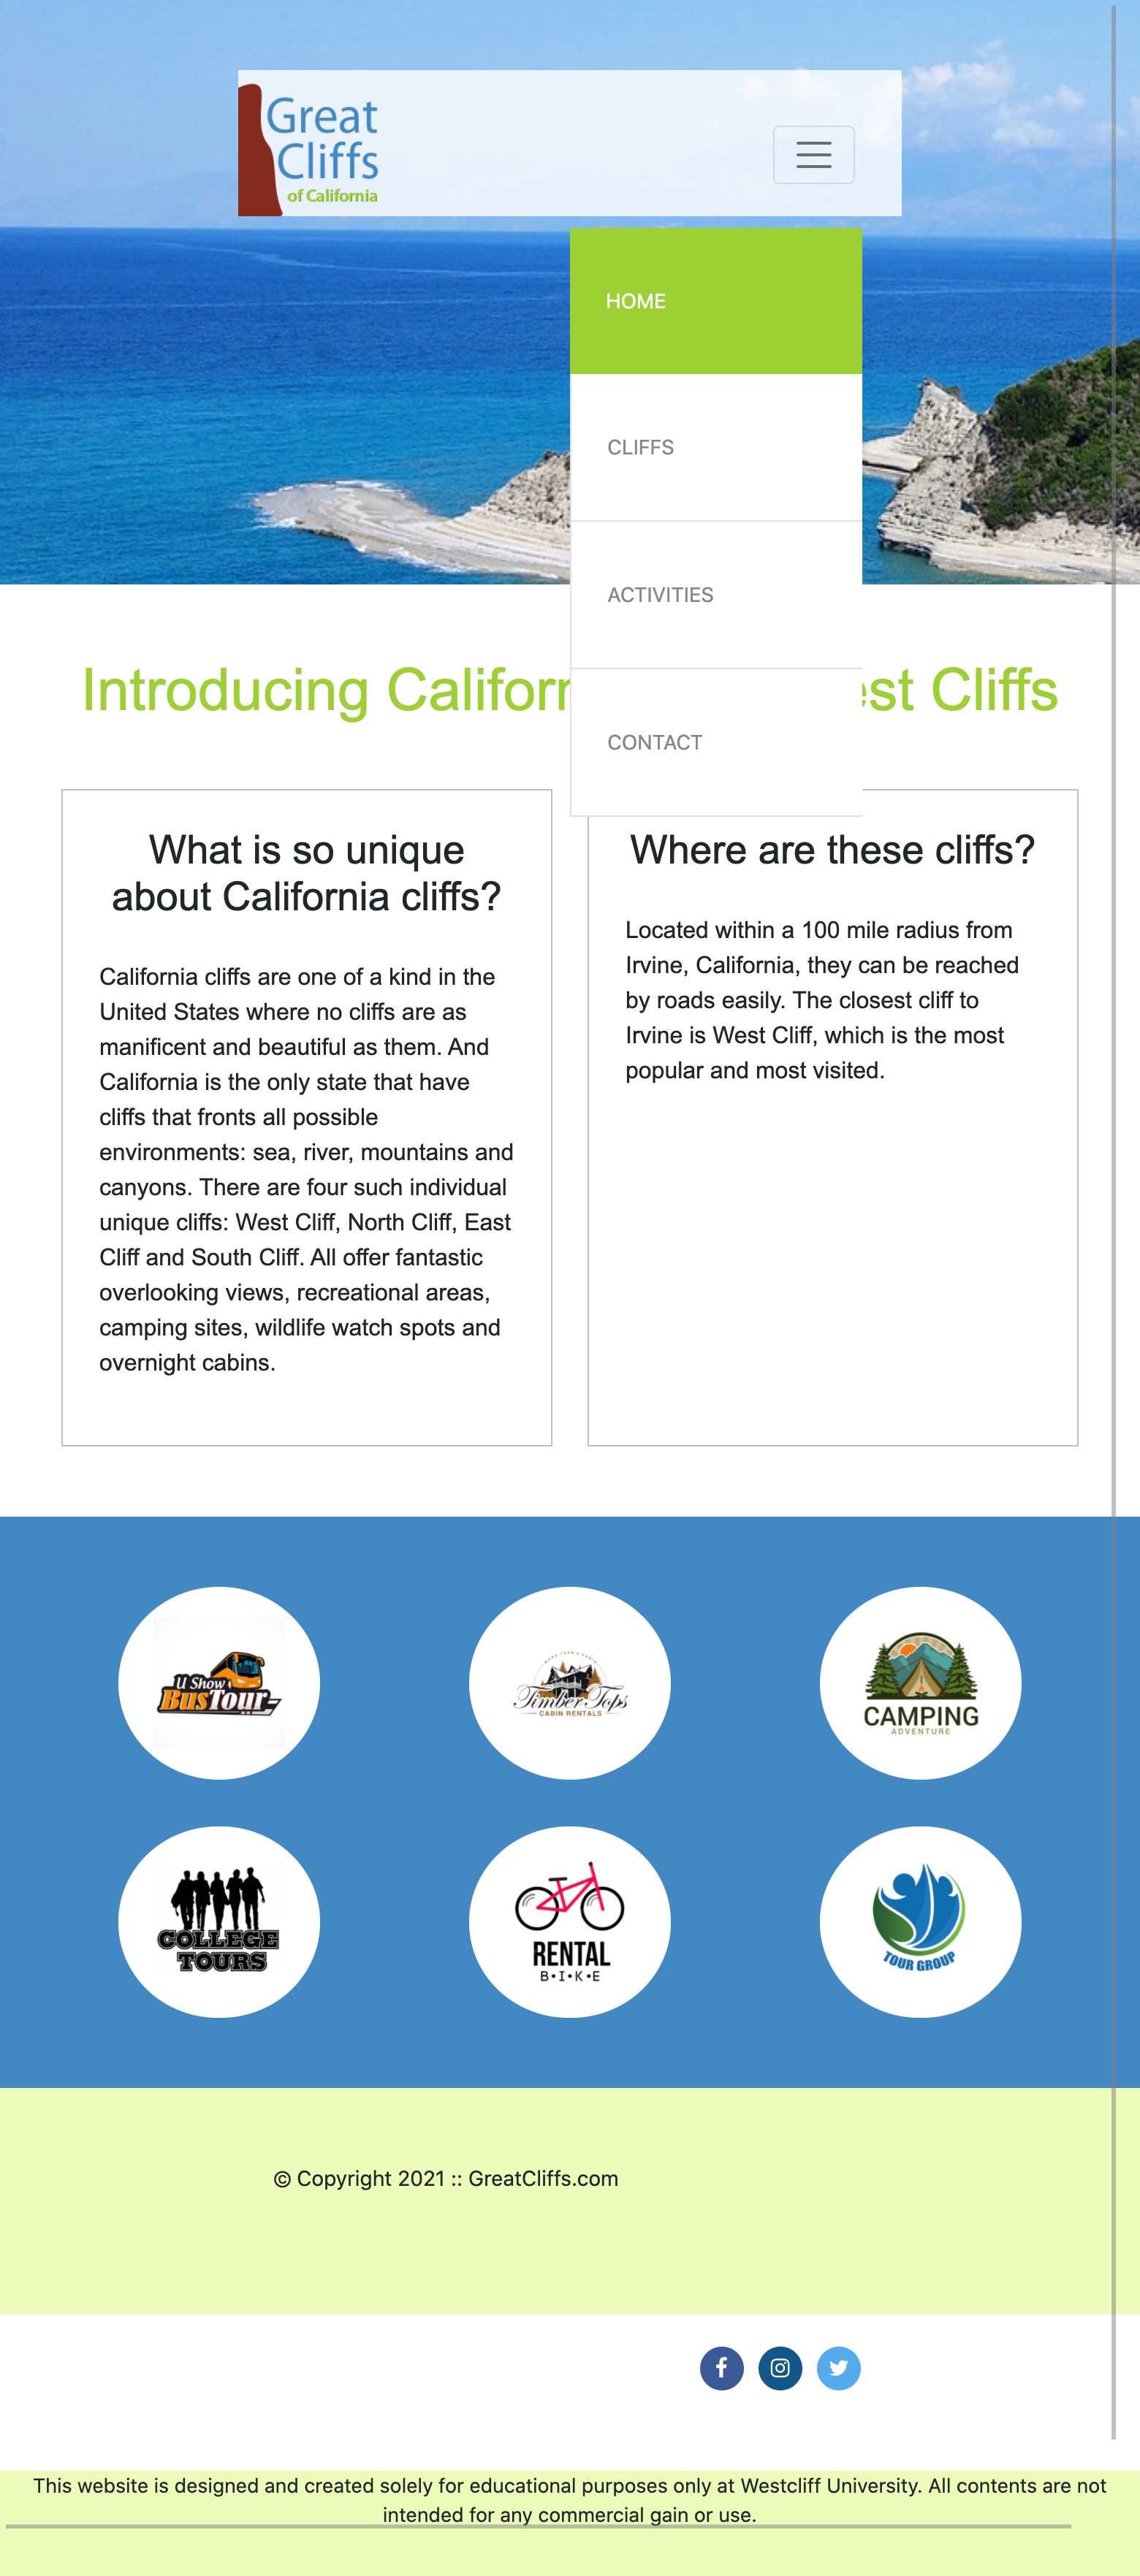 Great
Cliffs
of California
HOME
CLIFFS
ACTIVITIES
CONTACT
Introducing Californ
est Cliffs
What is so unique
about California cliffs?
California cliffs are one of a kind in the
United States where no cliffs are as
manificent and beautiful as them. And
California is the only state that have
cliffs that fronts all possible
environments: sea, river, mountains and
canyons. There are four such individual
unique cliffs: West Cliff, North Cliff, East
Cliff and South Cliff. All offer fantastic
overlooking views, recreational areas,
camping sites, wildlife watch spots and
overnight cabins.
Where are these cliffs?
Located within a 100 mile radius from
Irvine, California, they can be reached
by roads easily. The closest cliff to
Irvine is West Cliff, which is the most
popular and most visited.
U Show
BusTour
Timber Tops
CABIN RENTALS
CAMPING
ADVENTURE
COLLEGE
TOURS
RENTAL
B•I•K•E
TOUR GROUP
© Copyright 2021 :: GreatCliffs.com
This website is designed and created solely for educational purposes only at Westcliff University. All contents are not
intended for any commercial gain or use.